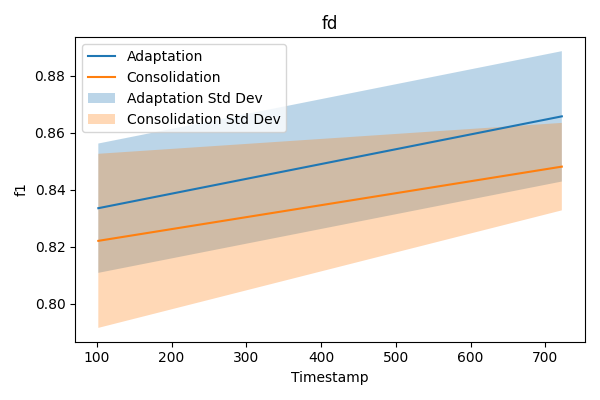 fd
Adaptation
Consolidation
Adaptation Std Dev
Consolidation Std Dev
0.88
0.86
0.84
0.82
0.80
f1
100 200 300 400 500 600 700
Timestamp